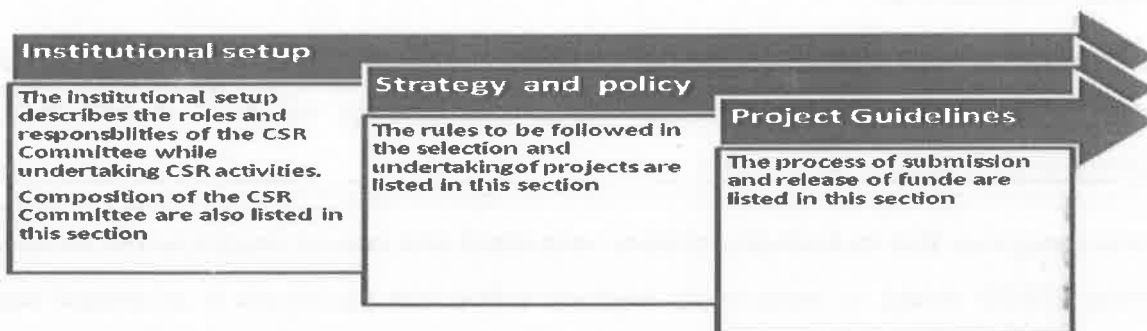 Institutional setup
The institutional setup
describes the roles and
responsblities of the CSR
Committee while
undertaking CSR activities.
Composition of the CSR
Committee are also listed in
this section
Strategy and policy
The rules to be followed in
the selection and
undertakingof projects are
listed in this section
Project Guidelines
The process of submission
and release of funde are
listed in this section